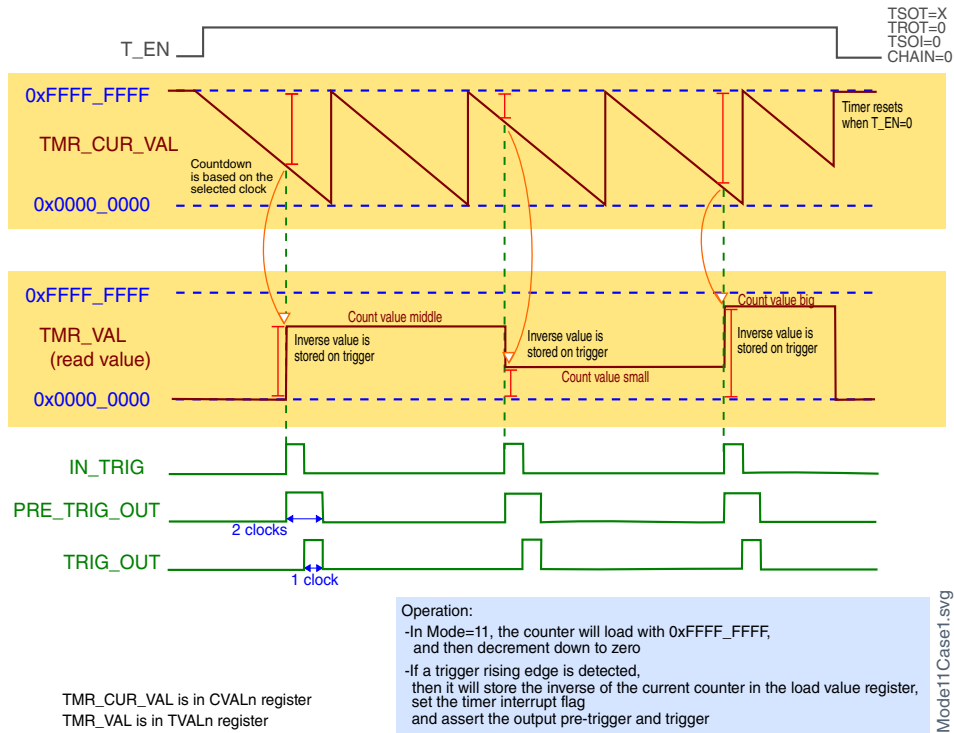 TSOT=X
TROT=0
TSOI=0
CHAIN=0
T_EN
0xFFFF_FFFF
TMR_CUR_VAL
0x0000_0000
Countdown
is based on the
selected clock
Timer resets
when T_EN=0
0xFFFF_FFFF
TMR_VAL
(read value)
0x0000_0000
Count value middle
Inverse value is
stored on trigger
Inverse value is
stored on trigger
Count value small
Count value big
Inverse value is
stored on trigger
IN_TRIG
PRE_TRIG_OUT
2 clocks
TRIG_OUT
1 clock
Operation:
-In Mode=11, the counter will load with 0xFFFF_FFFF,
and then decrement down to zero
-If a trigger rising edge is detected,
then it will store the inverse of the current counter in the load value register,
set the timer interrupt flag
and assert the output pre-trigger and trigger
TMR_CUR_VAL is in CVALn register
TMR_VAL is in TVALn register
Mode11Case1.svg